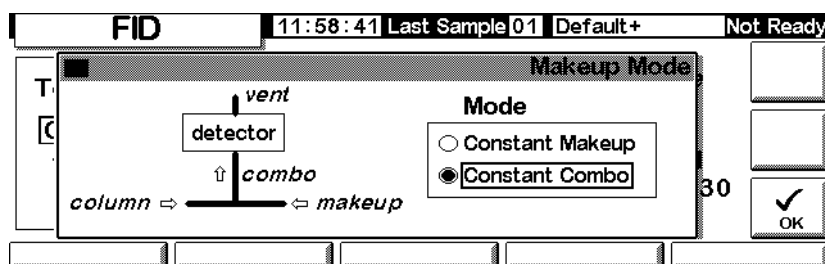 FID 11:58:41 Last Sample 01 Default+ Not Ready
Makeup Mode
vent
detector
combo
column ⇨ ⇦ makeup
Mode
Constant Makeup
Constant Combo
30
OK